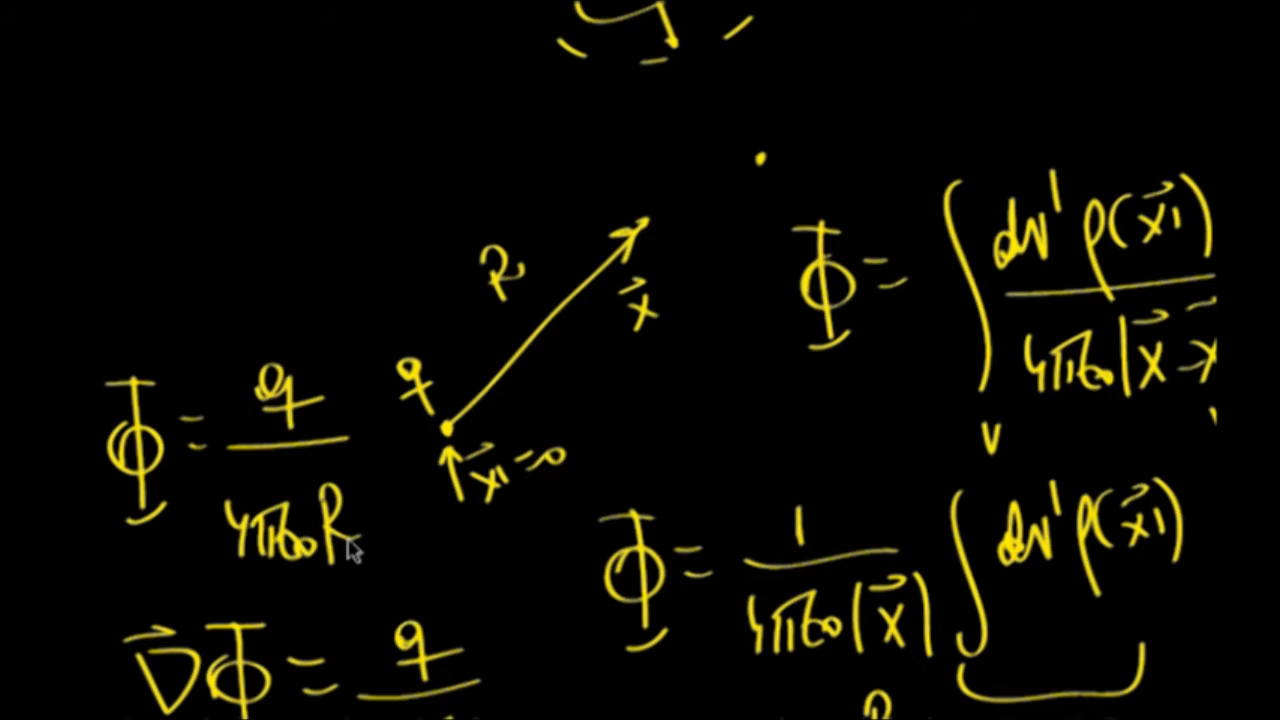 R
x⃗
q
x⃗'=0
Φ = q / 4πε₀R
Φ = ∫ dv' ρ(x⃗') / 4πε₀|x⃗ - x⃗
v
Φ = 1 / 4πε₀|x⃗| ∫ dv' ρ(x⃗')
∇⃗Φ = q